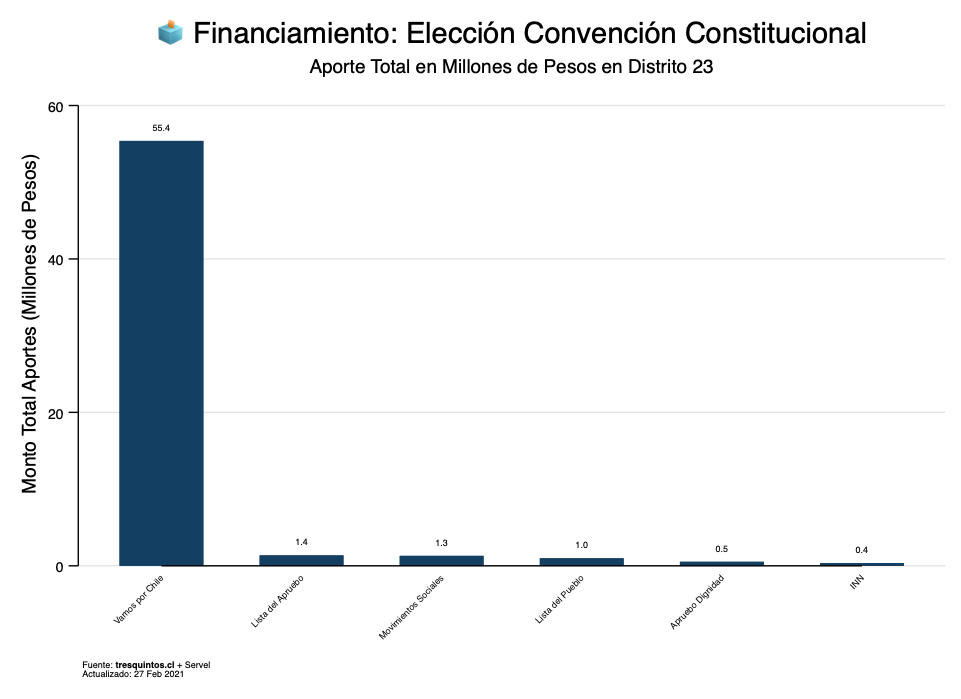 Financiamiento: Elección Convención Constitucional
Aporte Total en Millones de Pesos en Distrito 23
Monto Total Aportes (Millones de Pesos)
60
40
20
0
55.4
1.4
1.3
1.0
0.5
0.4
Vamos por Chile
Lista del Apruebo
Movimientos Sociales
Lista del Pueblo
Apruebo Dignidad
INN
Fuente: tresquintos.cl + Servel
Actualizado: 27 Feb 2021